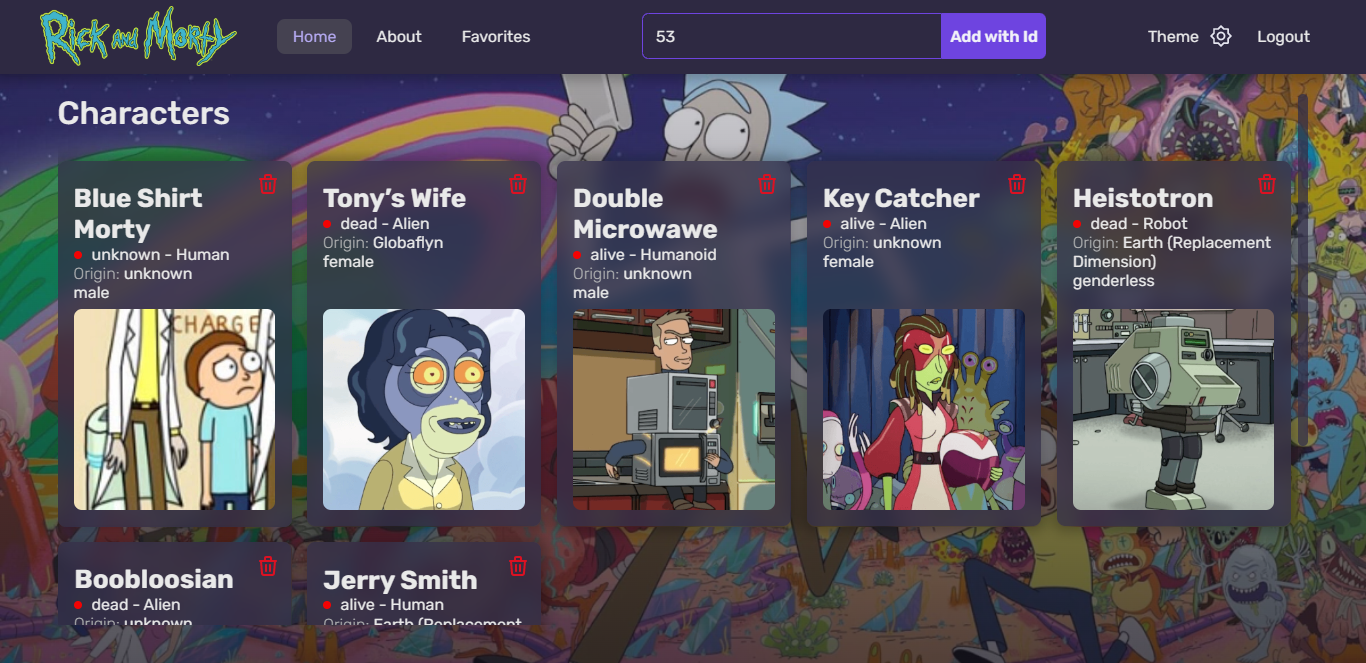 Rick and Morty
Home
About
Favorites
53
Add with Id
Theme
Logout
Characters
Blue Shirt
Morty
unknown - Human
Origin: unknown
male
CHARGE
Tony’s Wife
dead - Alien
Origin: Globaflyn
female
Double
Microwawe
alive - Humanoid
Origin: unknown
male
Key Catcher
alive - Alien
Origin: unknown
female
Heistotron
dead - Robot
Origin: Earth (Replacement
Dimension)
genderless
Boobloosian
dead - Alien
Origin: unknown
Jerry Smith
alive - Human
Origin: Earth (Replacement